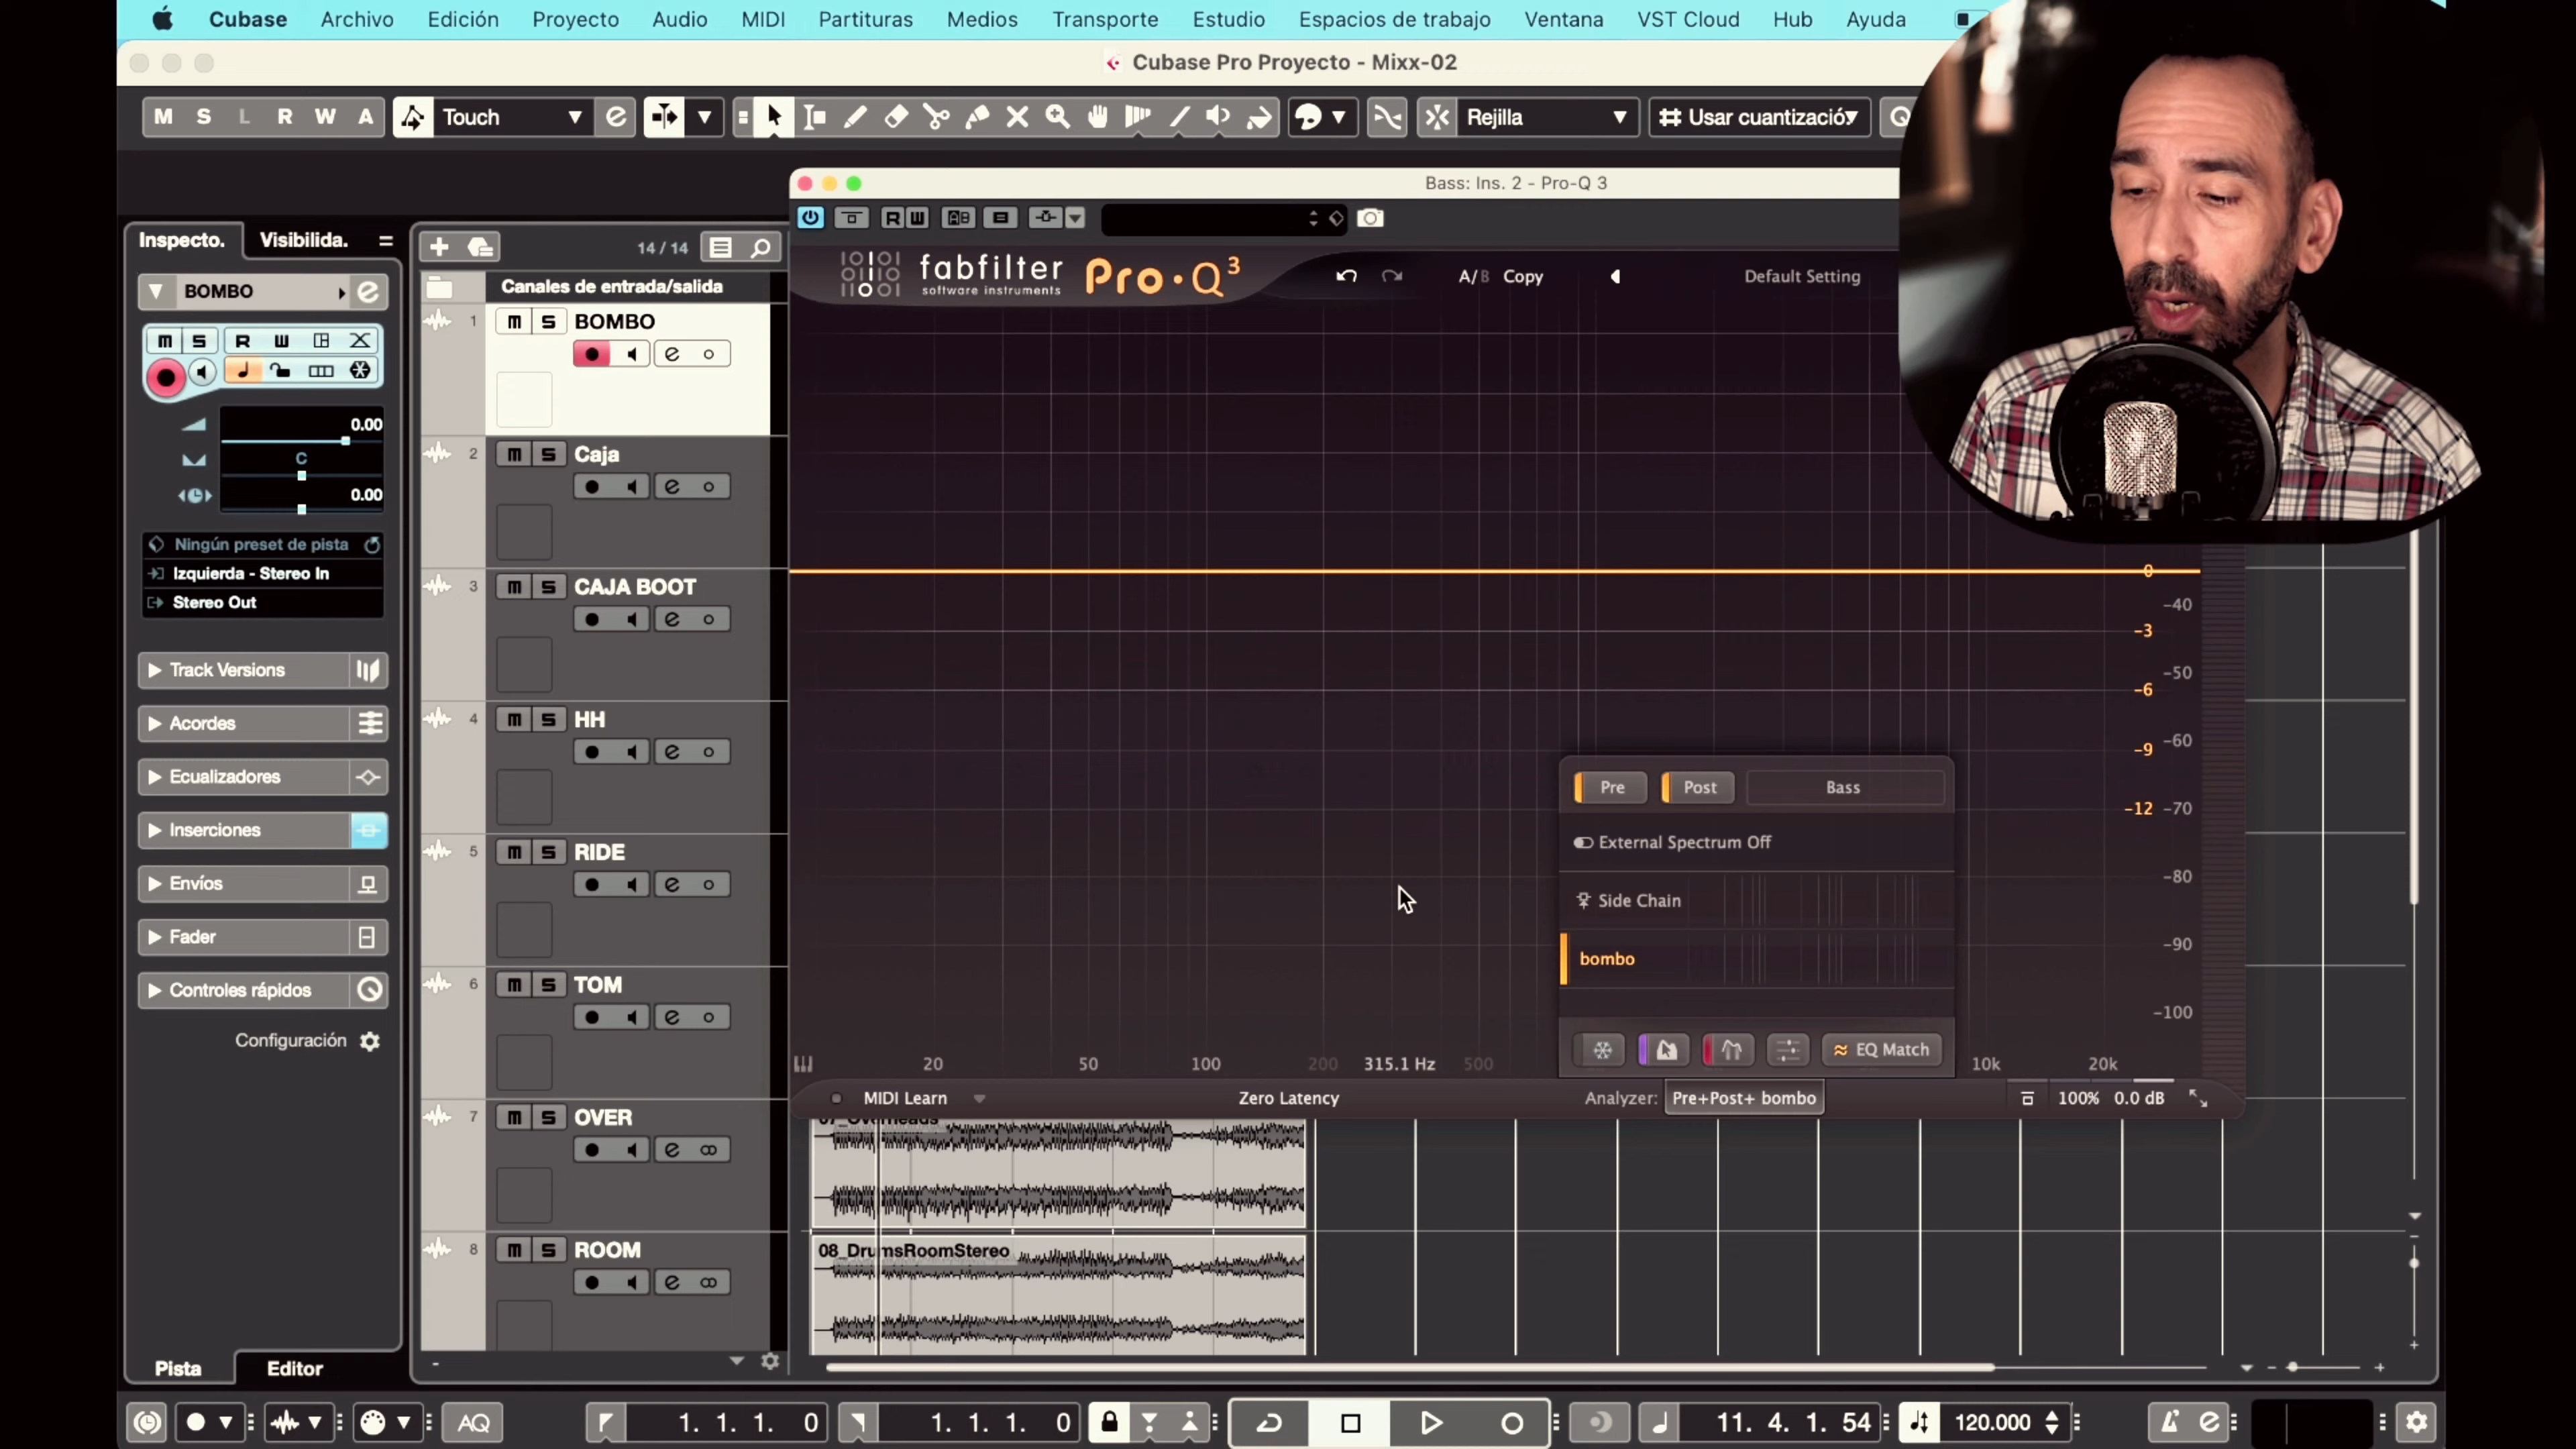 Cubase Archivo Edición Proyecto Audio MIDI Partituras Medios Transporte Estudio Espacios de trabajo Ventana VST Cloud Hub Ayuda
Cubase Pro Proyecto - Mixx-02
M S L R W A Touch Rejilla Usar cuantizació
Bass: Ins. 2 - Pro-Q 3
Inspecto. Visibilida.
14 / 14
fabfilter
software instruments
Pro·Q3
A/B Copy
Default Setting
BOMBO
M S R W
0.00
C
0.00
Ningún preset de pista
Izquierda - Stereo In
Stereo Out
Track Versions
Acordes
Ecualizadores
Inserciones
Envíos
Fader
Controles rápidos
Configuración
Pista Editor
Canales de entrada/salida
1 M S BOMBO
2 M S Caja
3 M S CAJA BOOT
4 M S HH
5 M S RIDE
6 M S TOM
7 M S OVER
8 M S ROOM
0
-40
-3
-50
-6
-60
-9
-12 -70
-80
-90
-100
Pre Post Bass
External Spectrum Off
Side Chain
bombo
EQ Match
20 50 100 200 315.1 Hz 500 10k 20k
MIDI Learn Zero Latency Analyzer: Pre+Post+ bombo 100% 0.0 dB
07_Overheads
08_DrumsRoomStereo
AQ 1. 1. 1. 0 1. 1. 1. 0 11. 4. 1. 54 120.000